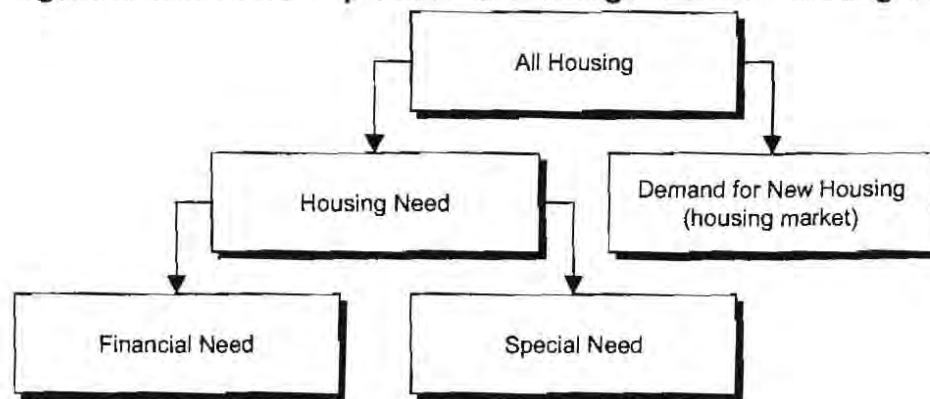 All Housing
Housing Need
Demand for New Housing
(housing market)
Financial Need
Special Need